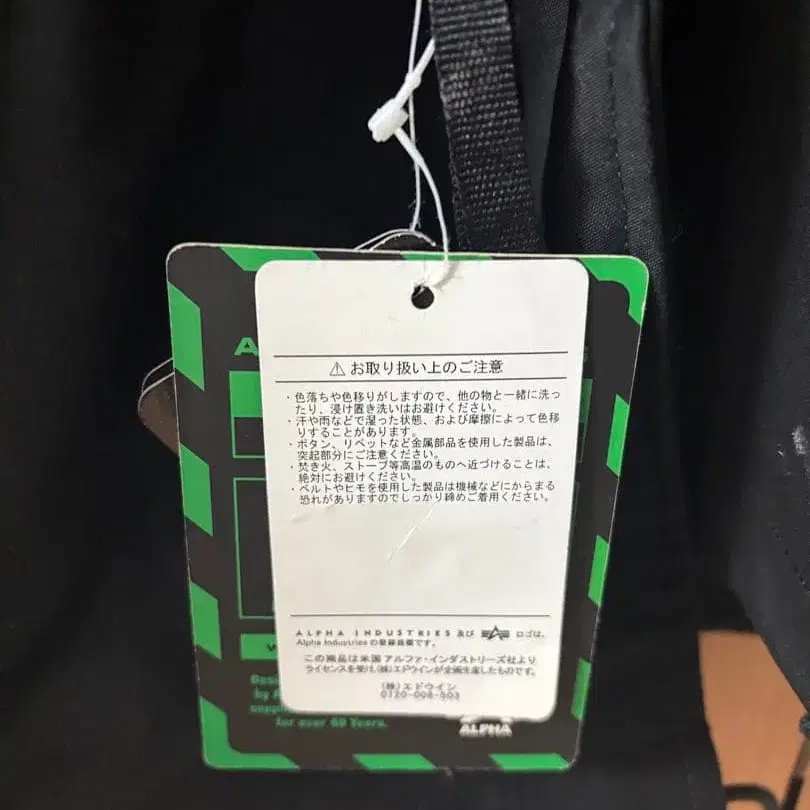 ⚠ お取り扱い上のご注意
・色落ちや色移りがしますので、他の物と一緒に洗っ
たり、浸け置き洗いはお避けください。
・汗や雨などで湿った状態、および摩擦によって色移
りすることがあります。
・ボタン、リベットなど金属部品を使用した製品は、
突起部分にご注意ください。
・焚き火、ストーブ等高温のものへ近づけることは、
絶対にお避けください。
・ベルトやヒモを使用した製品は機械などにからまる
恐れがありますのでしっかり締めご着用ください。
ALPHA INDUSTRIES 及び ロゴは、
Alpha Industries の登録商標です。
この商品は米国 アルファ・インダストリーズ社より
ライセンスを受け、(株)エドウインが企画生産したものです。
(株)エドウイン
0120-008-503
by
for over 60 Years.
ALPHA